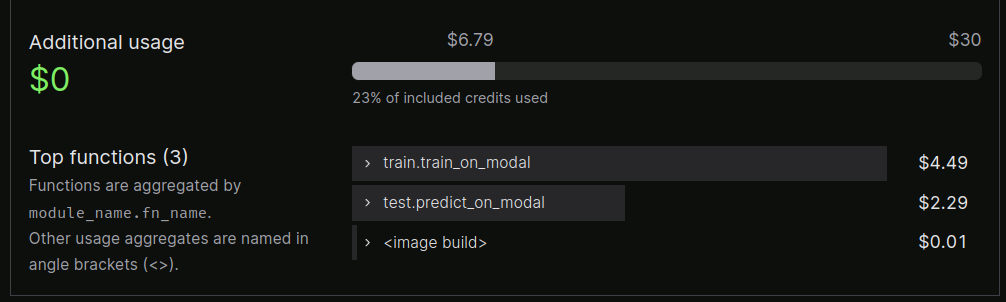 Additional usage
$0
$6.79
$30
23% of included credits used
Top functions (3)
Functions are aggregated by
module_name.fn_name.
Other usage aggregates are named in
angle brackets (<>).
› train.train_on_modal $4.49
› test.predict_on_modal $2.29
› <image build> $0.01